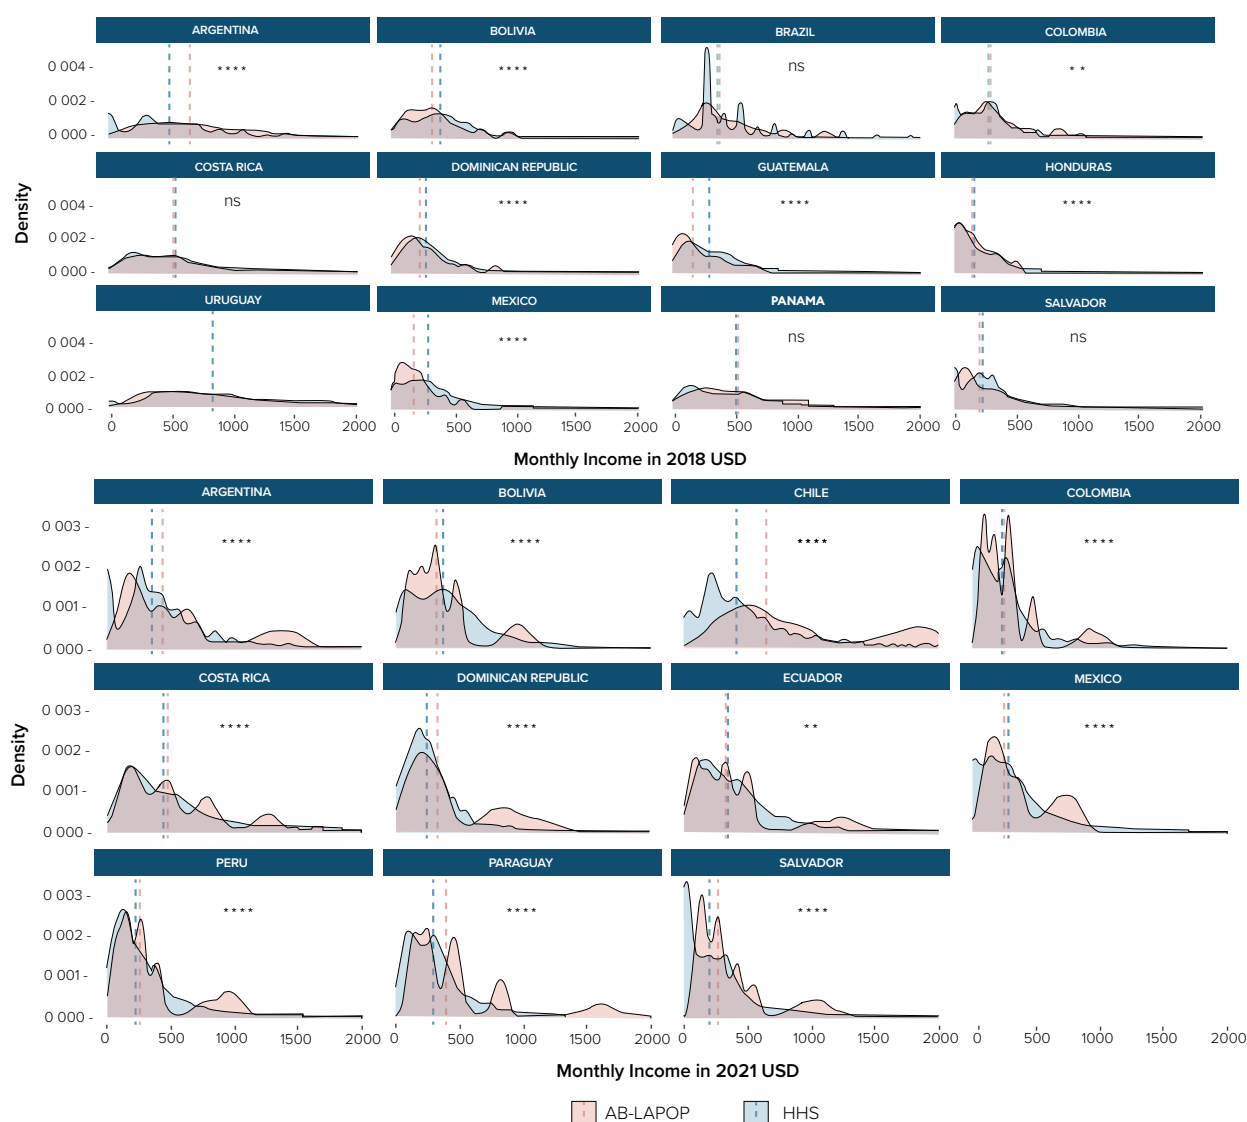 ARGENTINA BOLIVIA BRAZIL COLOMBIA
0 004 - **** **** ns **
0 002 -
0 000 -
COSTA RICA DOMINICAN REPUBLIC GUATEMALA HONDURAS
0 004 - ns **** **** ****
0 002 -
0 000 -
Density
URUGUAY MEXICO PANAMA SALVADOR
0 004 - **** ns ns
0 002 -
0 000 -
0 500 1000 1500 2000 0 500 1000 1500 2000 0 500 1000 1500 2000 0 500 1000 1500 2000
Monthly Income in 2018 USD
ARGENTINA BOLIVIA CHILE COLOMBIA
0 003 - **** **** **** ****
0 002 -
0 001 -
0 000 -
COSTA RICA DOMINICAN REPUBLIC ECUADOR MEXICO
0 003 - **** **** ** ****
0 002 -
0 001 -
0 000 -
Density
PERU PARAGUAY SALVADOR
0 003 - **** **** ****
0 002 -
0 001 -
0 000 -
0 500 1000 1500 2000 0 500 1000 1500 2000 0 500 1000 1500 2000 0 500 1000 1500 2000
Monthly Income in 2021 USD
AB-LAPOP HHS